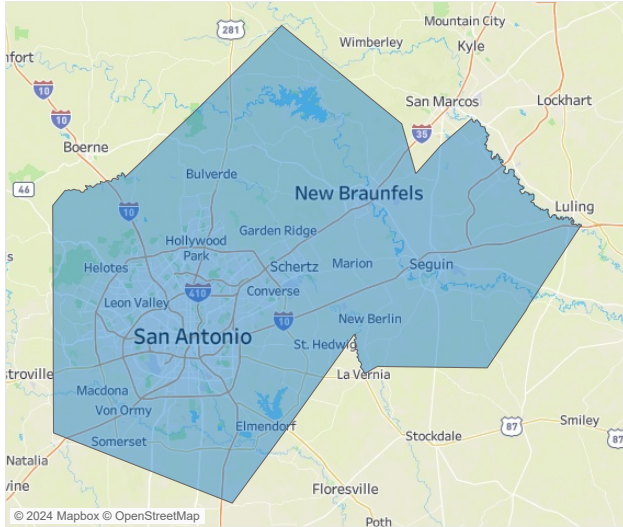 Mountain City
281
Wimberley
Kyle
nfort
10
San Marcos
Lockhart
10
35
Boerne
Bulverde
46
New Braunfels
Luling
10
Garden Ridge
Hollywood
Park
Helotes
Schertz
Marion
Seguin
Leon Valley
410
Converse
10
New Berlin
San Antonio
St. Hedwig
stroville
La Vernia
Macdona
Von Ormy
Elmendorf
87
Smiley
87
Somerset
Stockdale
Natalia
vine
Floresville
© 2024 Mapbox © OpenStreetMap
Poth